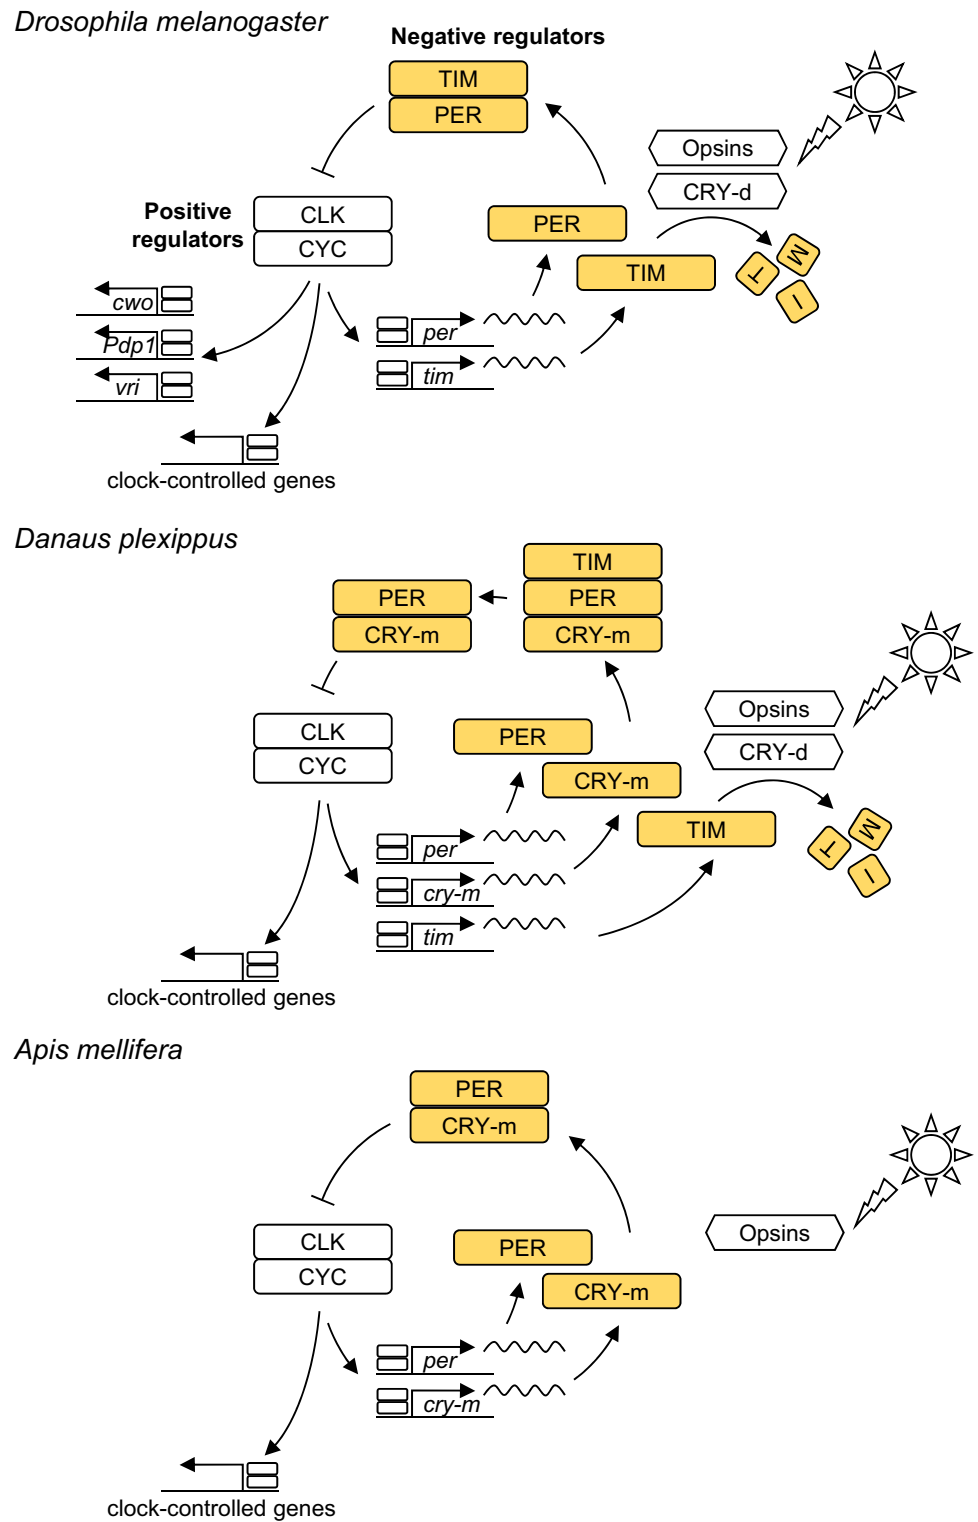 Drosophila melanogaster
Negative regulators
TIM
PER
Opsins
CRY-d
Positive
regulators
CLK
CYC
PER
TIM
T
I
M
cwo
Pdp1
vri
per
tim
clock-controlled genes
Danaus plexippus
TIM
PER
CRY-m
PER
CRY-m
Opsins
CRY-d
CLK
CYC
PER
CRY-m
TIM
T
I
M
per
cry-m
tim
clock-controlled genes
Apis mellifera
PER
CRY-m
Opsins
CLK
CYC
PER
CRY-m
per
cry-m
clock-controlled genes